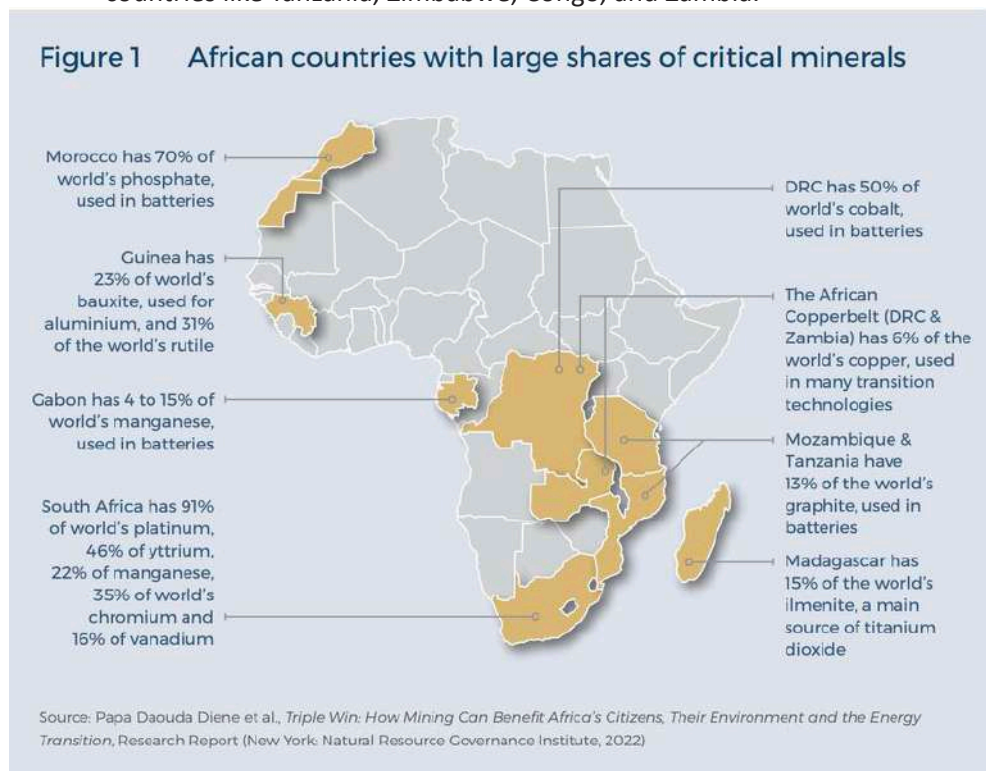 countries like Tanzania, Zimbabwe, Congo, and Zambia.
Figure 1 African countries with large shares of critical minerals
Morocco has 70% of
world's phosphate,
used in batteries
Guinea has
23% of world's
bauxite, used for
aluminium, and 31%
of the world's rutile
Gabon has 4 to 15% of
world's manganese,
used in batteries
South Africa has 91%
of world's platinum,
46% of yttrium,
22% of manganese,
35% of world's
chromium and
16% of vanadium
DRC has 50% of
world's cobalt,
used in batteries
The African
Copperbelt (DRC &
Zambia) has 6% of the
world's copper, used
in many transition
technologies
Mozambique &
Tanzania have
13% of the world's
graphite, used in
batteries
Madagascar has
15% of the world's
ilmenite, a main
source of titanium
dioxide
Source: Papa Daouda Diene et al., Triple Win: How Mining Can Benefit Africa's Citizens, Their Environment and the Energy
Transition, Research Report (New York: Natural Resource Governance Institute, 2022)